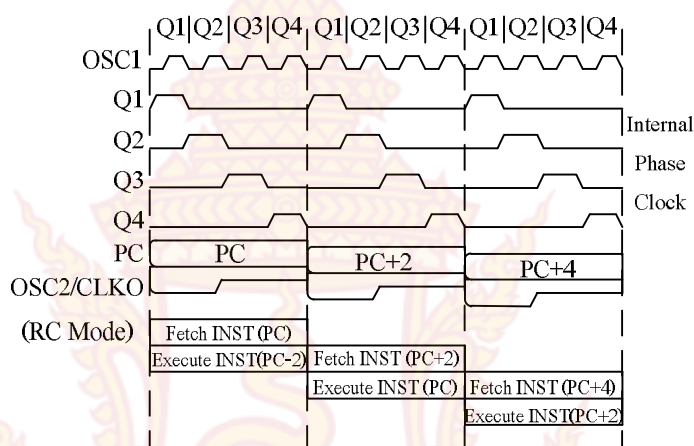 Q1|Q2|Q3|Q4|Q1|Q2|Q3|Q4|Q1|Q2|Q3|Q4|
OSC1
Q1
Internal
Q2
Phase
Q3
Clock
Q4
PC PC PC+2 PC+4
OSC2/CLKO
(RC Mode) Fetch INST (PC)
Execute INST(PC-2) Fetch INST (PC+2)
Execute INST (PC) Fetch INST (PC+4)
Execute INST(PC+2)